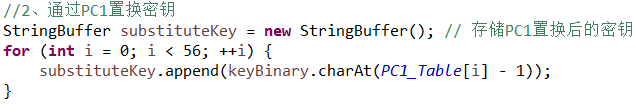 //2、通过PC1置换密钥
StringBuffer substituteKey = new StringBuffer(); // 存储PC1置换后的密钥
for (int i = 0; i < 56; ++i) {
    substituteKey.append(keyBinary.charAt(PC1_Table[i] - 1));
}